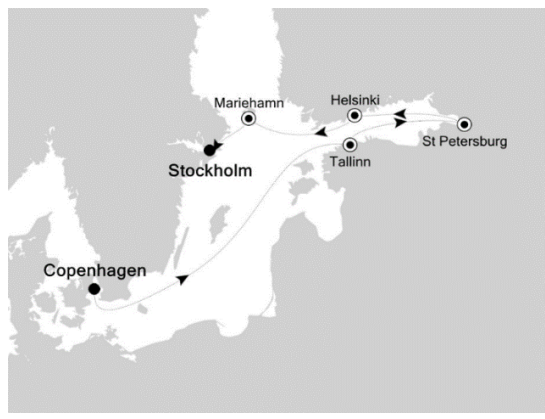 Mariehamn
Helsinki
St Petersburg
Tallinn
Stockholm
Copenhagen